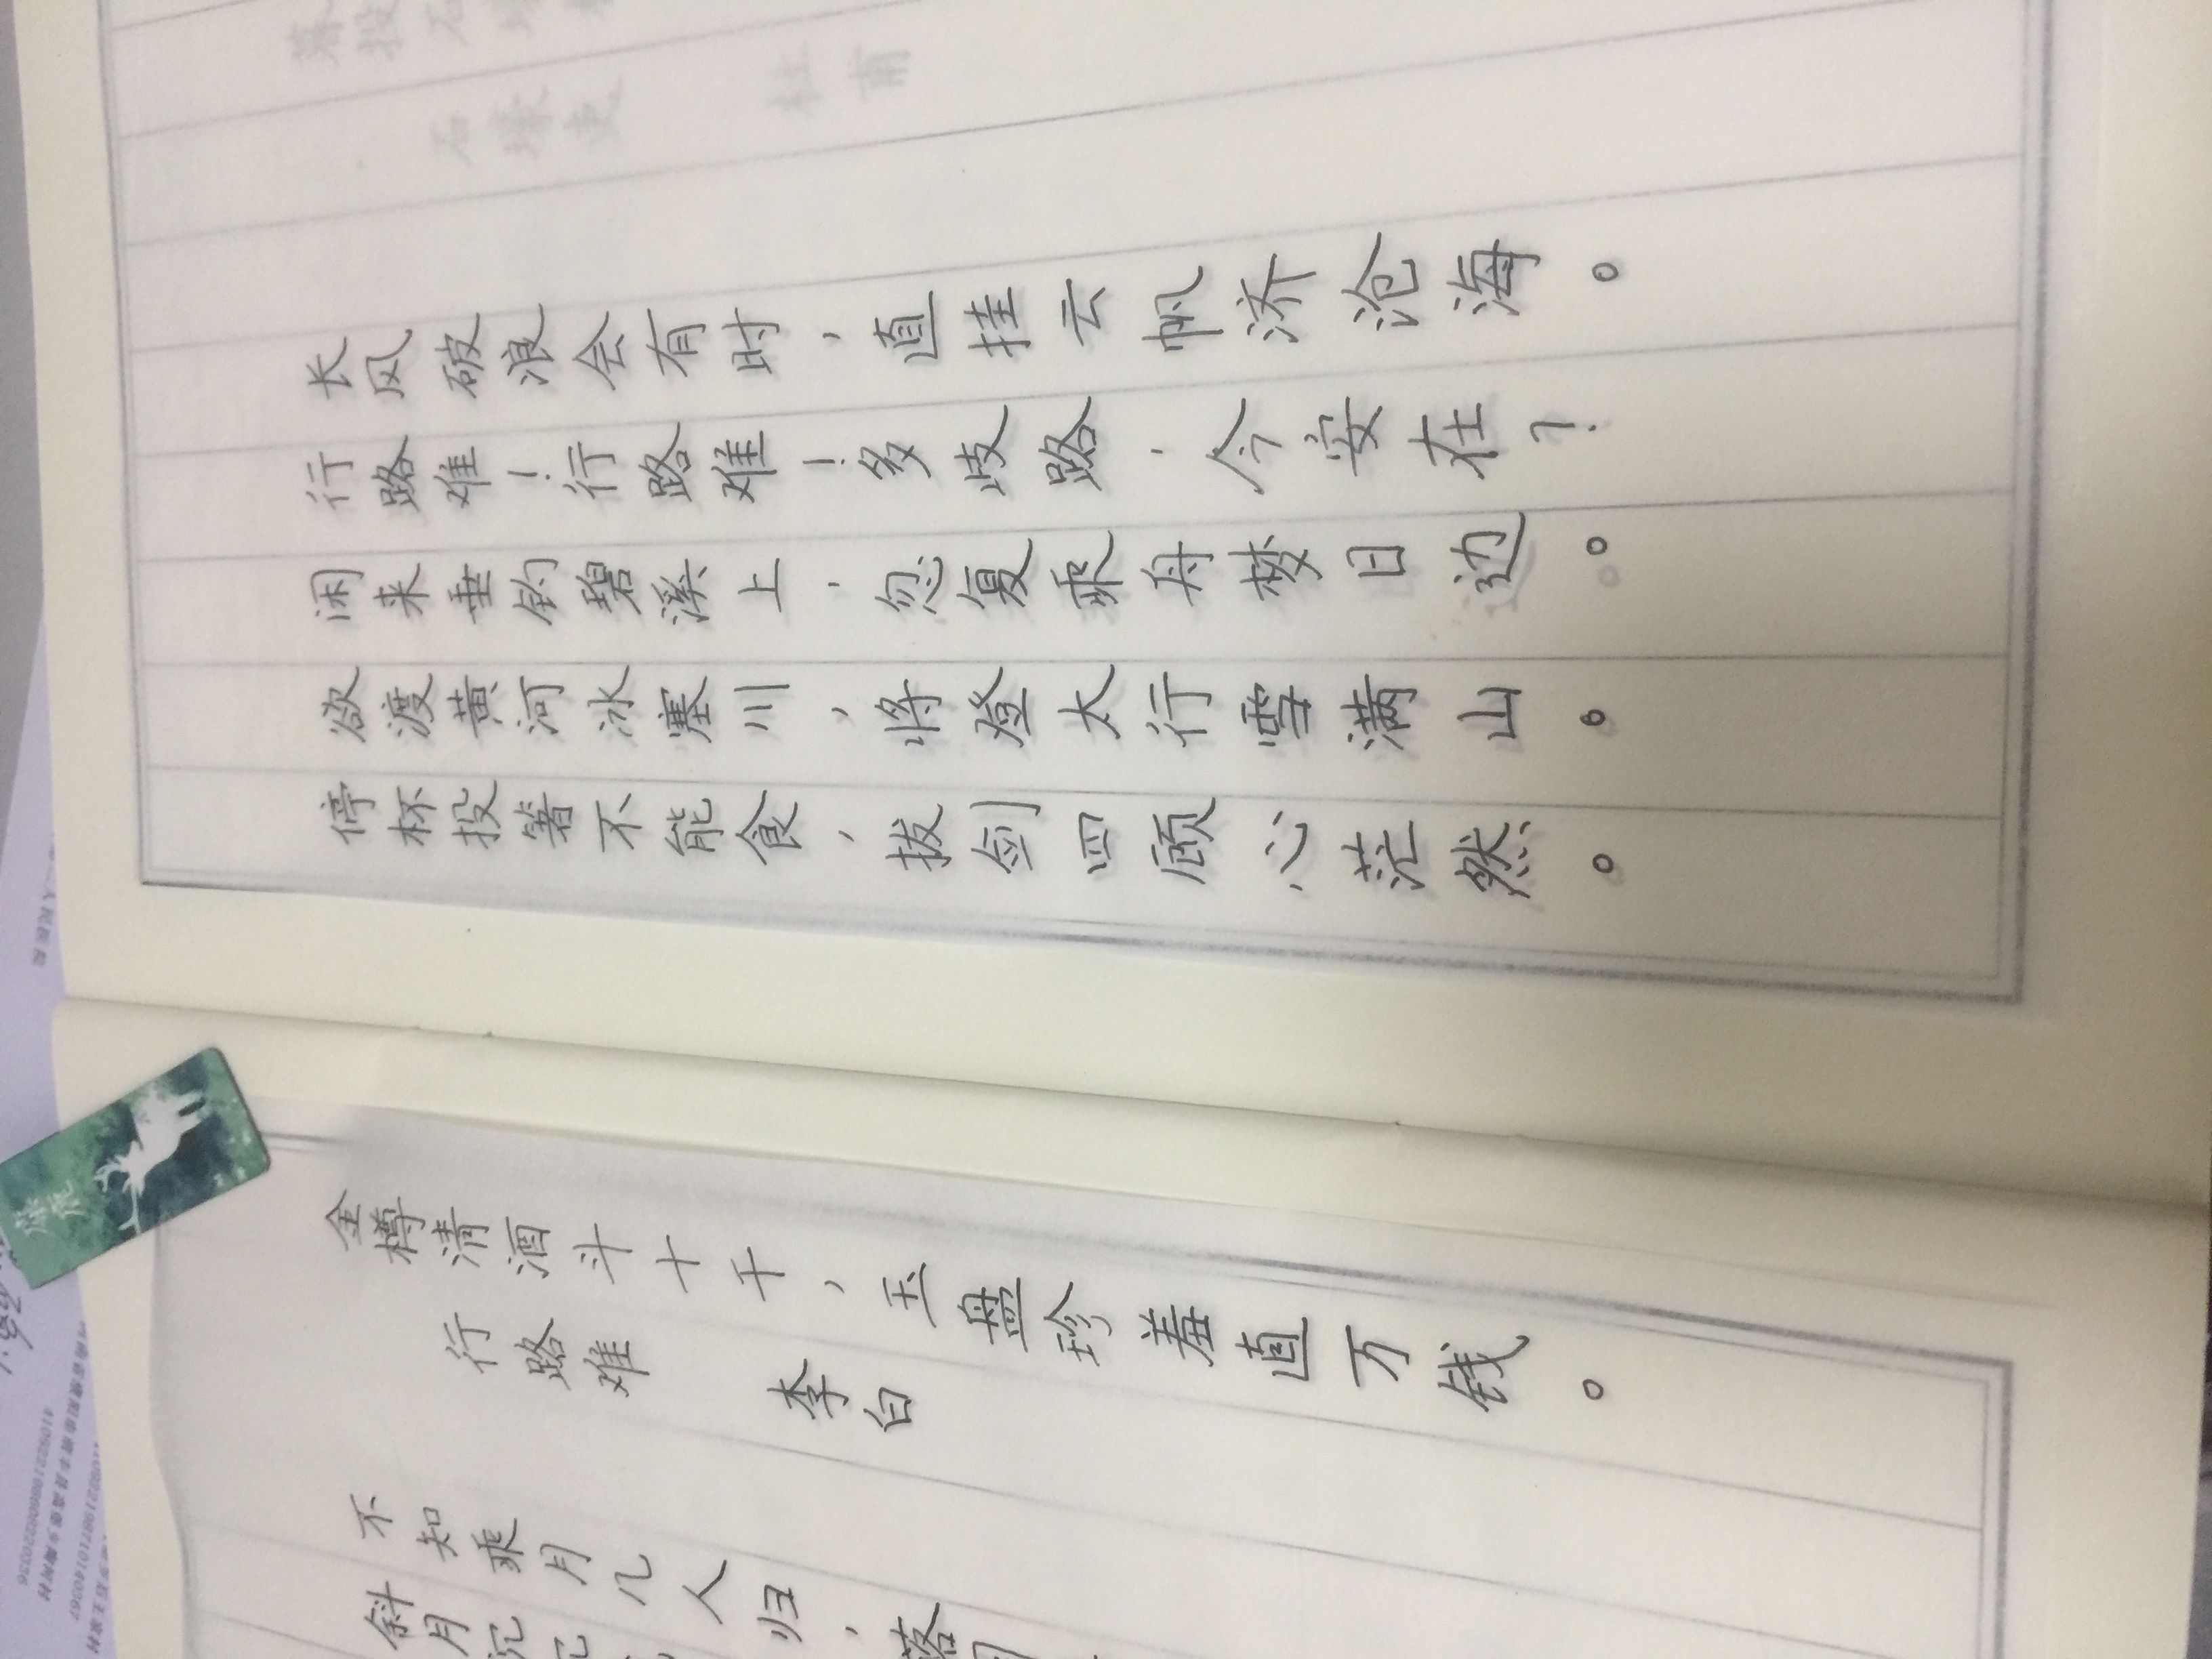 麋鹿
斜月沉沉
不知乘月几人归，落
行路难 李白
金樽清酒斗十千，玉盘珍羞直万钱。
停杯投箸不能食，拔剑四顾心茫然。
欲渡黄河冰塞川，将登太行雪满山。
闲来垂钓碧溪上，忽复乘舟梦日边。
行路难！行路难！多歧路，今安在？
长风破浪会有时，直挂云帆济沧海。
石壕吏 杜甫
暮投石壕